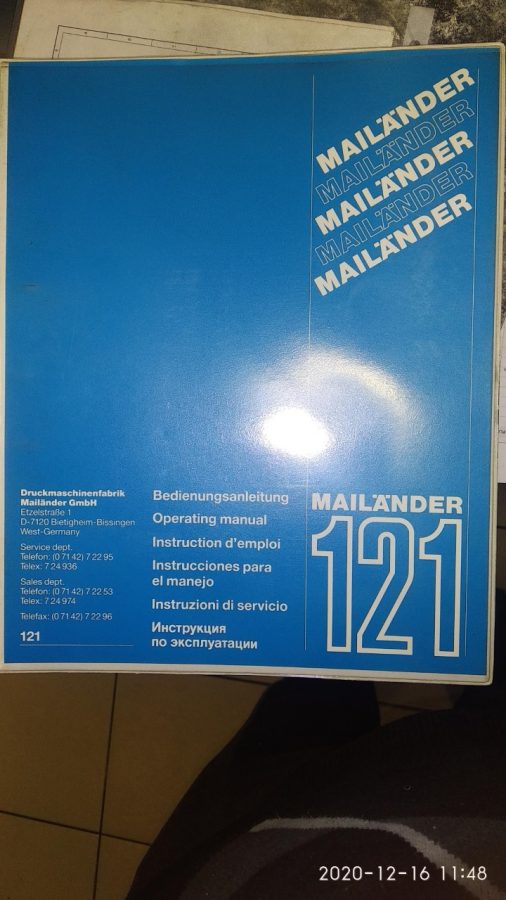 MAILÄNDER
MAILÄNDER
MAILÄNDER
MAILÄNDER
MAILÄNDER
Druckmaschinenfabrik
Mailänder GmbH
Etzelstraße 1
D-7120 Bietigheim-Bissingen
West-Germany
Service dept.
Telefon: (0 71 42) 7 22 95
Telex: 7 24 936
Sales dept.
Telefon: (0 71 42) 7 22 53
Telex: 7 24 974
Telefax: (0 71 42) 7 22 96
121
Bedienungsanleitung
Operating manual
Instruction d'emploi
Instrucciones para
el manejo
Instruzioni di servicio
Инструкция
по эксплуатации
MAILÄNDER
121
2020-12-16 11:48